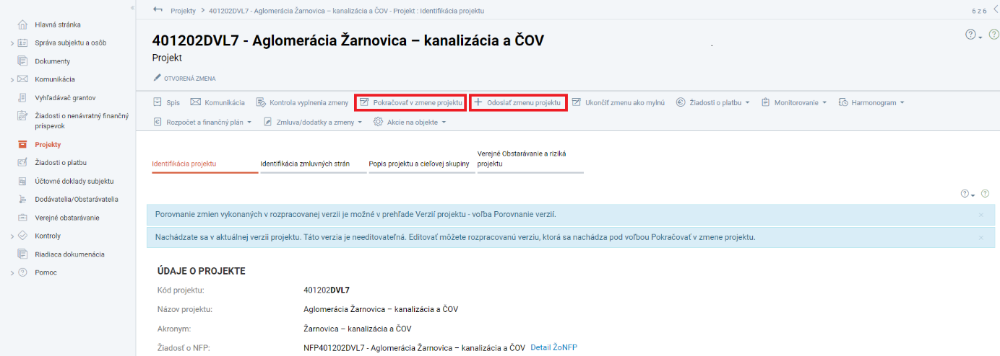 Projekty > 401202DVL7 - Aglomerácia Žarnovica – kanalizácia a ČOV - Projekt : Identifikácia projektu
6 z 6
Hlavná stránka
Správa subjektu a osôb
Dokumenty
Komunikácia
Vyhľadávač grantov
Žiadosti o nenávratný finančný
príspevok
Projekty
Žiadosti o platbu
Účtovné doklady subjektu
Dodávatelia/Obstarávatelia
Verejné obstarávanie
Kontroly
Riadiaca dokumenácia
Pomoc
401202DVL7 - Aglomerácia Žarnovica – kanalizácia a ČOV
Projekt
OTVORENÁ ZMENA
Spis Komunikácia Kontrola vyplnenia zmeny Pokračovať v zmene projektu Odoslať zmenu projektu Ukončiť zmenu ako mylnú Žiadosti o platbu Monitorovanie Harmonogram
Rozpočet a finančný plán Zmluva/dodatky a zmeny Akcie na objekte
Identifikácia projektu Identifikácia zmluvných strán Popis projektu a cieľovej skupiny Verejné Obstarávanie a riziká
projektu
Porovnanie zmien vykonaných v rozpracovanej verzii je možné v prehľade Verzií projektu - voľba Porovnanie verzií.
Nachádzate sa v aktuálnej verzii projektu. Táto verzia je needitovateľná. Editovať môžete rozpracovanú verziu, ktorá sa nachádza pod voľbou Pokračovať v zmene projektu.
ÚDAJE O PROJEKTE
Kód projektu: 401202DVL7
Názov projektu: Aglomerácia Žarnovica – kanalizácia a ČOV
Akronym: Žarnovica – kanalizácia a ČOV
Žiadosť o NFP: NFP401202DVL7 - Aglomerácia Žarnovica – kanalizácia a ČOV Detail ŽoNFP